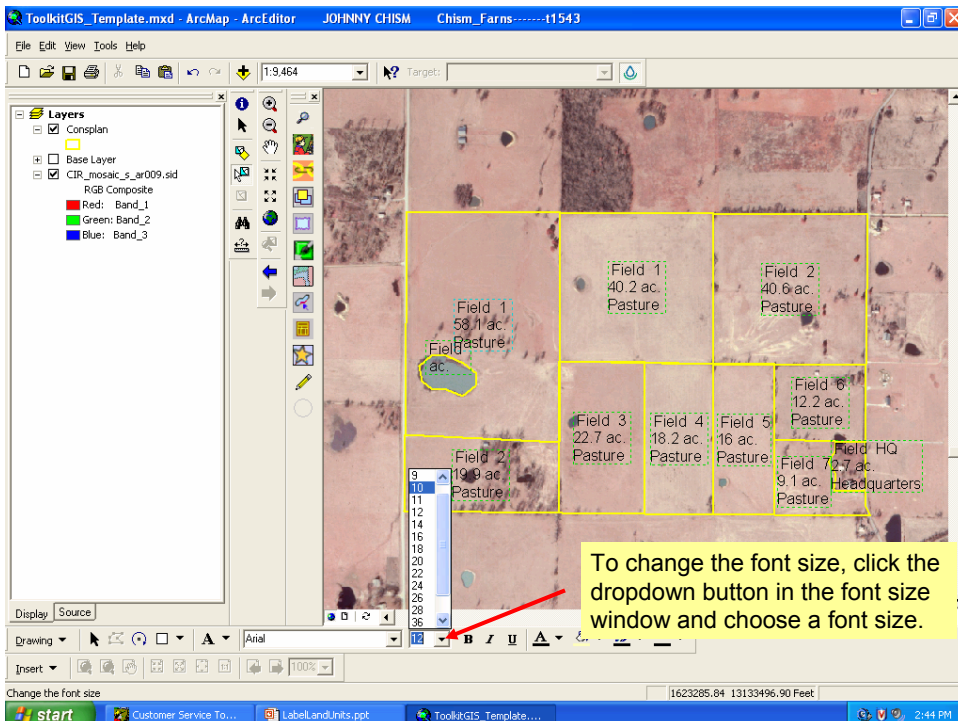 ToolkitGIS_Template.mxd - ArcMap - ArcEditor JOHNNY CHISM Chism_Farns-------t1543
File Edit View Tools Help
1:9,464 Target:
Layers
Consplan
Base Layer
CIR_mosaic_s_ar009.sid
RGB Composite
Red: Band_1
Green: Band_2
Blue: Band_3
Field 1
40.2 ac.
Pasture
Field 2
40.6 ac.
Pasture
Field 1
58.1 ac.
Pasture
Field
ac.
Field 6
12.2 ac.
Pasture
Field 3
22.7 ac.
Pasture
Field 4
18.2 ac.
Pasture
Field 5
16 ac.
Pasture
Field HQ
2.7 ac.
Headquarters
Field 7
9.1 ac.
Pasture
Field 2
19.9 ac.
Pasture
9
10
11
12
14
16
18
20
22
24
26
28
36
To change the font size, click the
dropdown button in the font size
window and choose a font size.
Display Source
Drawing A Arial 12 B I U A
Insert 100%
Change the font size 1623285.84 13133496.90 Feet
start Customer Service To... LabelLandUnits.ppt ToolkitGIS_Template.... 2:44 PM